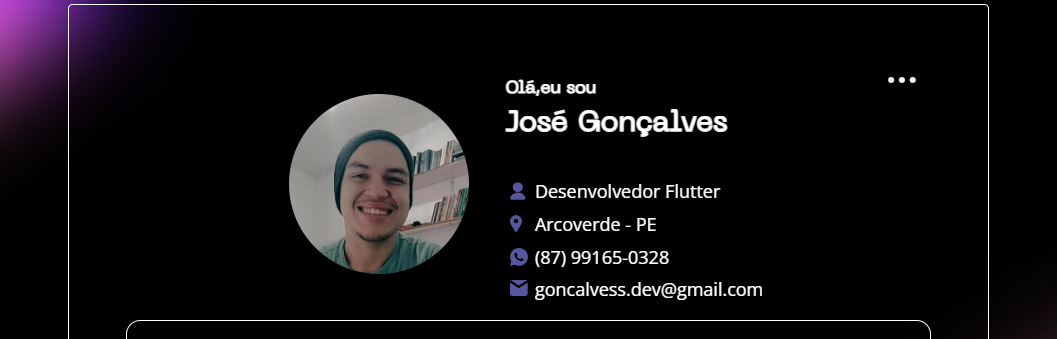 Olá,eu sou
José Gonçalves
Desenvolvedor Flutter
Arcoverde - PE
(87) 99165-0328
goncalvess.dev@gmail.com